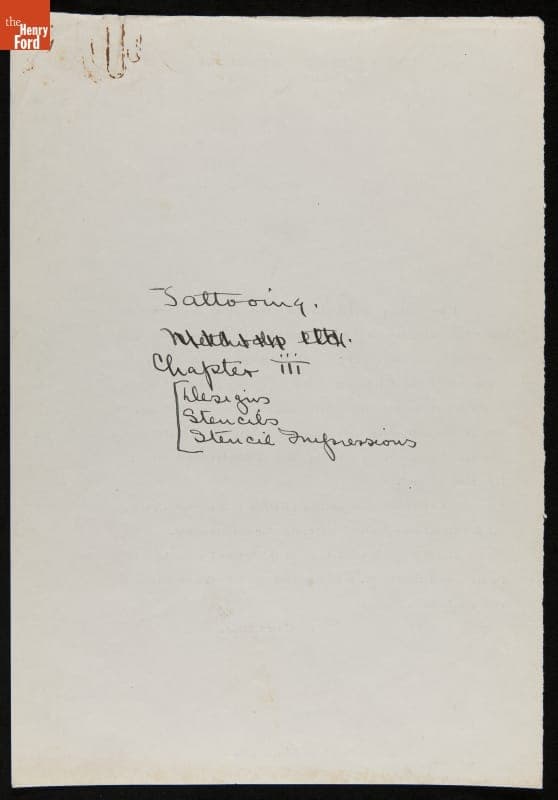 the
Henry
Ford
Tattooing.
Chapter III
Designs
Stencils
Stencil Impressions